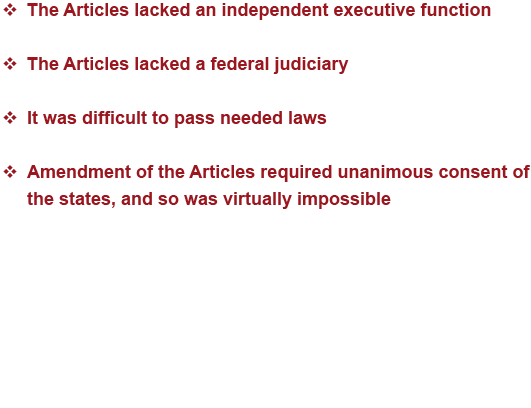 ❖ The Articles lacked an independent executive function
❖ The Articles lacked a federal judiciary
❖ It was difficult to pass needed laws
❖ Amendment of the Articles required unanimous consent of
the states, and so was virtually impossible